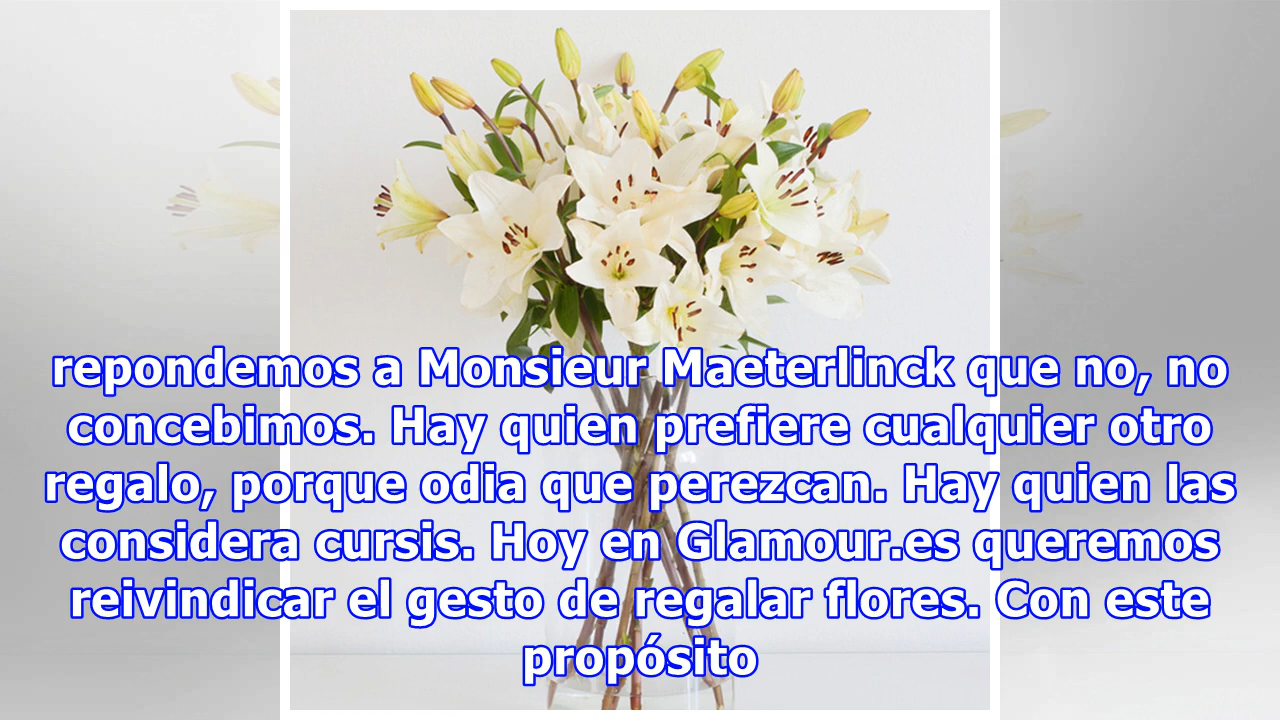 repondemos a Monsieur Maeterlinck que no, no
concebimos. Hay quien prefiere cualquier otro
regalo, porque odia que perezcan. Hay quien las
considera cursis. Hoy en Glamour.es queremos
reivindicar el gesto de regalar flores. Con este
propósito